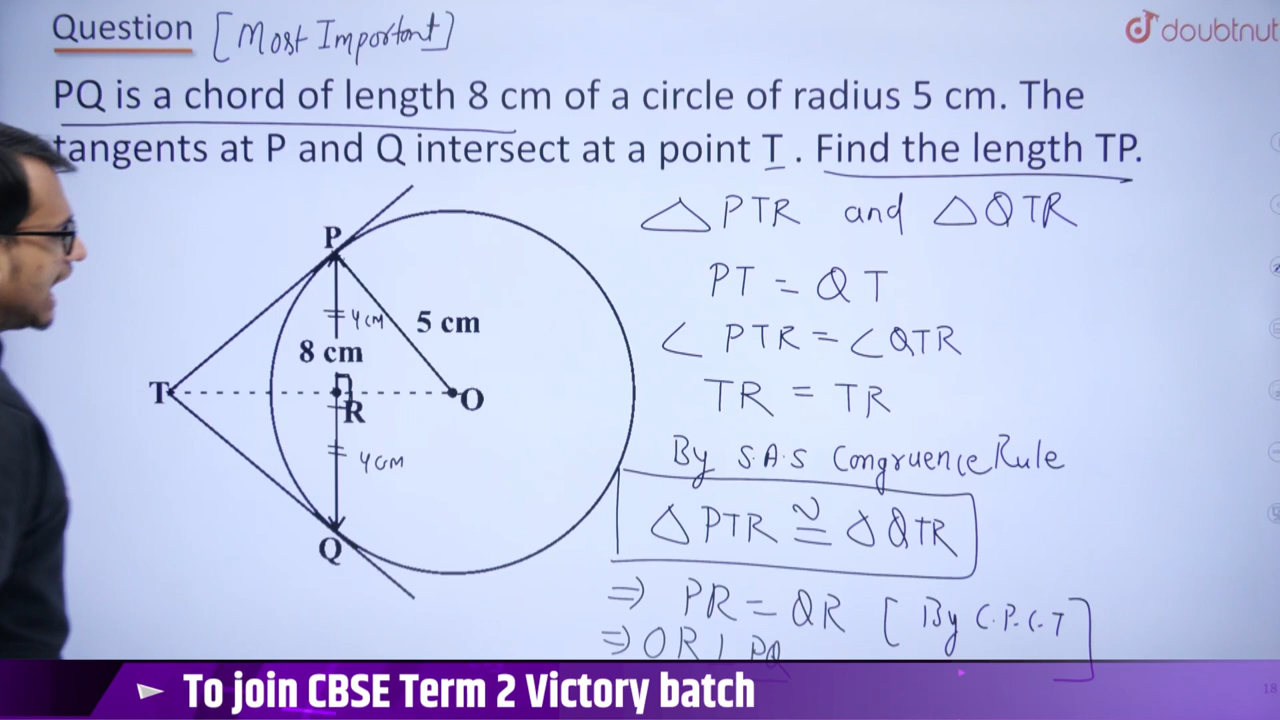 Question [Most Important]
doubtnut
PQ is a chord of length 8 cm of a circle of radius 5 cm. The
tangents at P and Q intersect at a point T . Find the length TP.
△ PTR and △ QTR
PT = QT
∠ PTR = ∠QTR
TR = TR
By S.A.S Congruence Rule
△ PTR ≅ △ QTR
⇒ PR = QR [By C.P.C.T]
⇒ OR ⊥ PQ
P
4CM
5 cm
8 cm
T
R
O
4CM
Q
To join CBSE Term 2 Victory batch
18